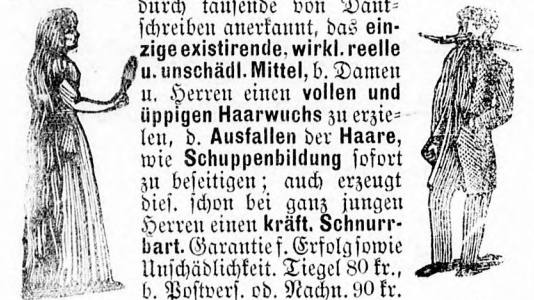 durch tausende von Dank-
schreiben anerkannt, das ein-
zige existirende, wirkl. reelle
u. unschädl. Mittel, b. Damen
u. Herren einen vollen und
üppigen Haarwuchs zu erzie-
len, d. Ausfallen der Haare,
wie Schuppenbildung sofort
zu beseitigen; auch erzeugt
dies. schon bei ganz jungen
Herren einen kräft. Schnurr-
bart. Garantie f. Erfolg sowie
Unschädlichkeit. Tiegel 80 kr.,
b. Postvers. od. Nachn. 90 kr.